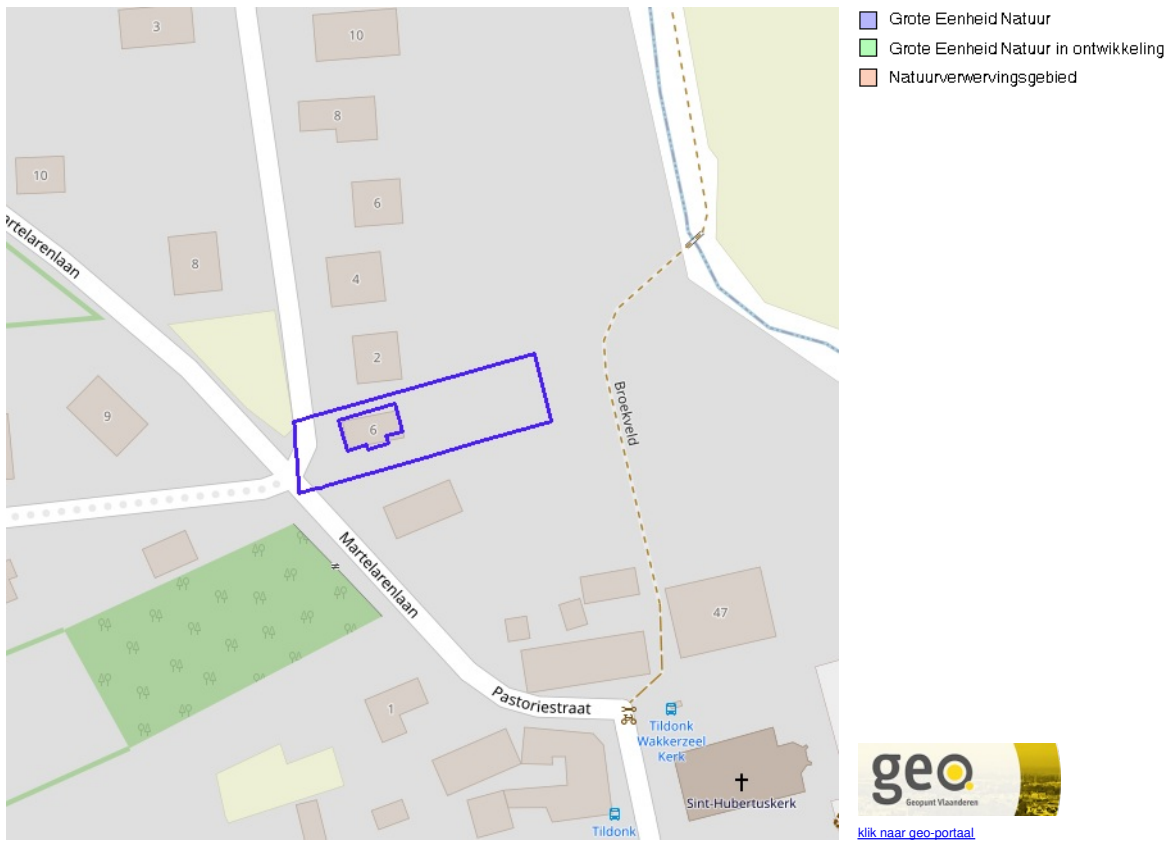 3
10
8
10
6
8
4
2
9
6
artelarenlaan
Broekveld
Martelarenlaan
47
1
Pastoriestraat
Tildonk
Wakkerzeel
Kerk
Sint-Hubertuskerk
Tildonk
Grote Eenheid Natuur
Grote Eenheid Natuur in ontwikkeling
Natuurverwervingsgebied
geo
Geopunt Vlaanderen
klik naar geo-portaal